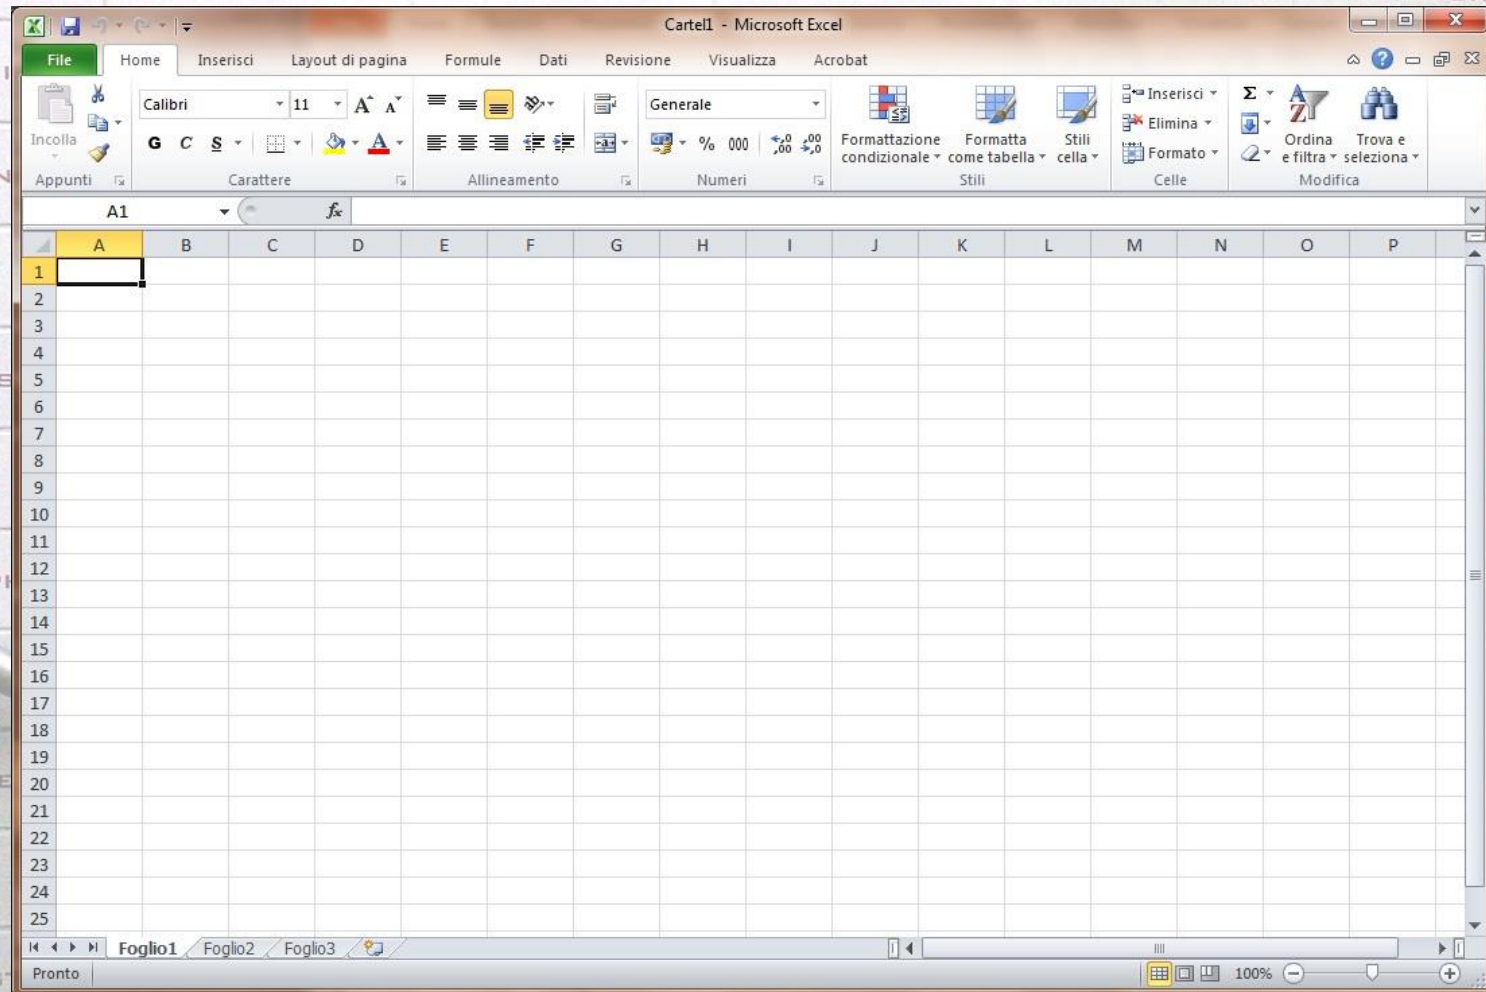 Cartel1 - Microsoft Excel
File Home Inserisci Layout di pagina Formule Dati Revisione Visualizza Acrobat
Incolla
Calibri 11
G C S
Generale
% 000
Formattazione condizionale
Formatta come tabella
Stili cella
Inserisci
Elimina
Formato
Σ
Ordina e filtra
Trova e seleziona
Appunti Carattere Allineamento Numeri Stili Celle Modifica
A1 fx
A B C D E F G H I J K L M N O P
1
2
3
4
5
6
7
8
9
10
11
12
13
14
15
16
17
18
19
20
21
22
23
24
25
Foglio1 Foglio2 Foglio3
Pronto 100%